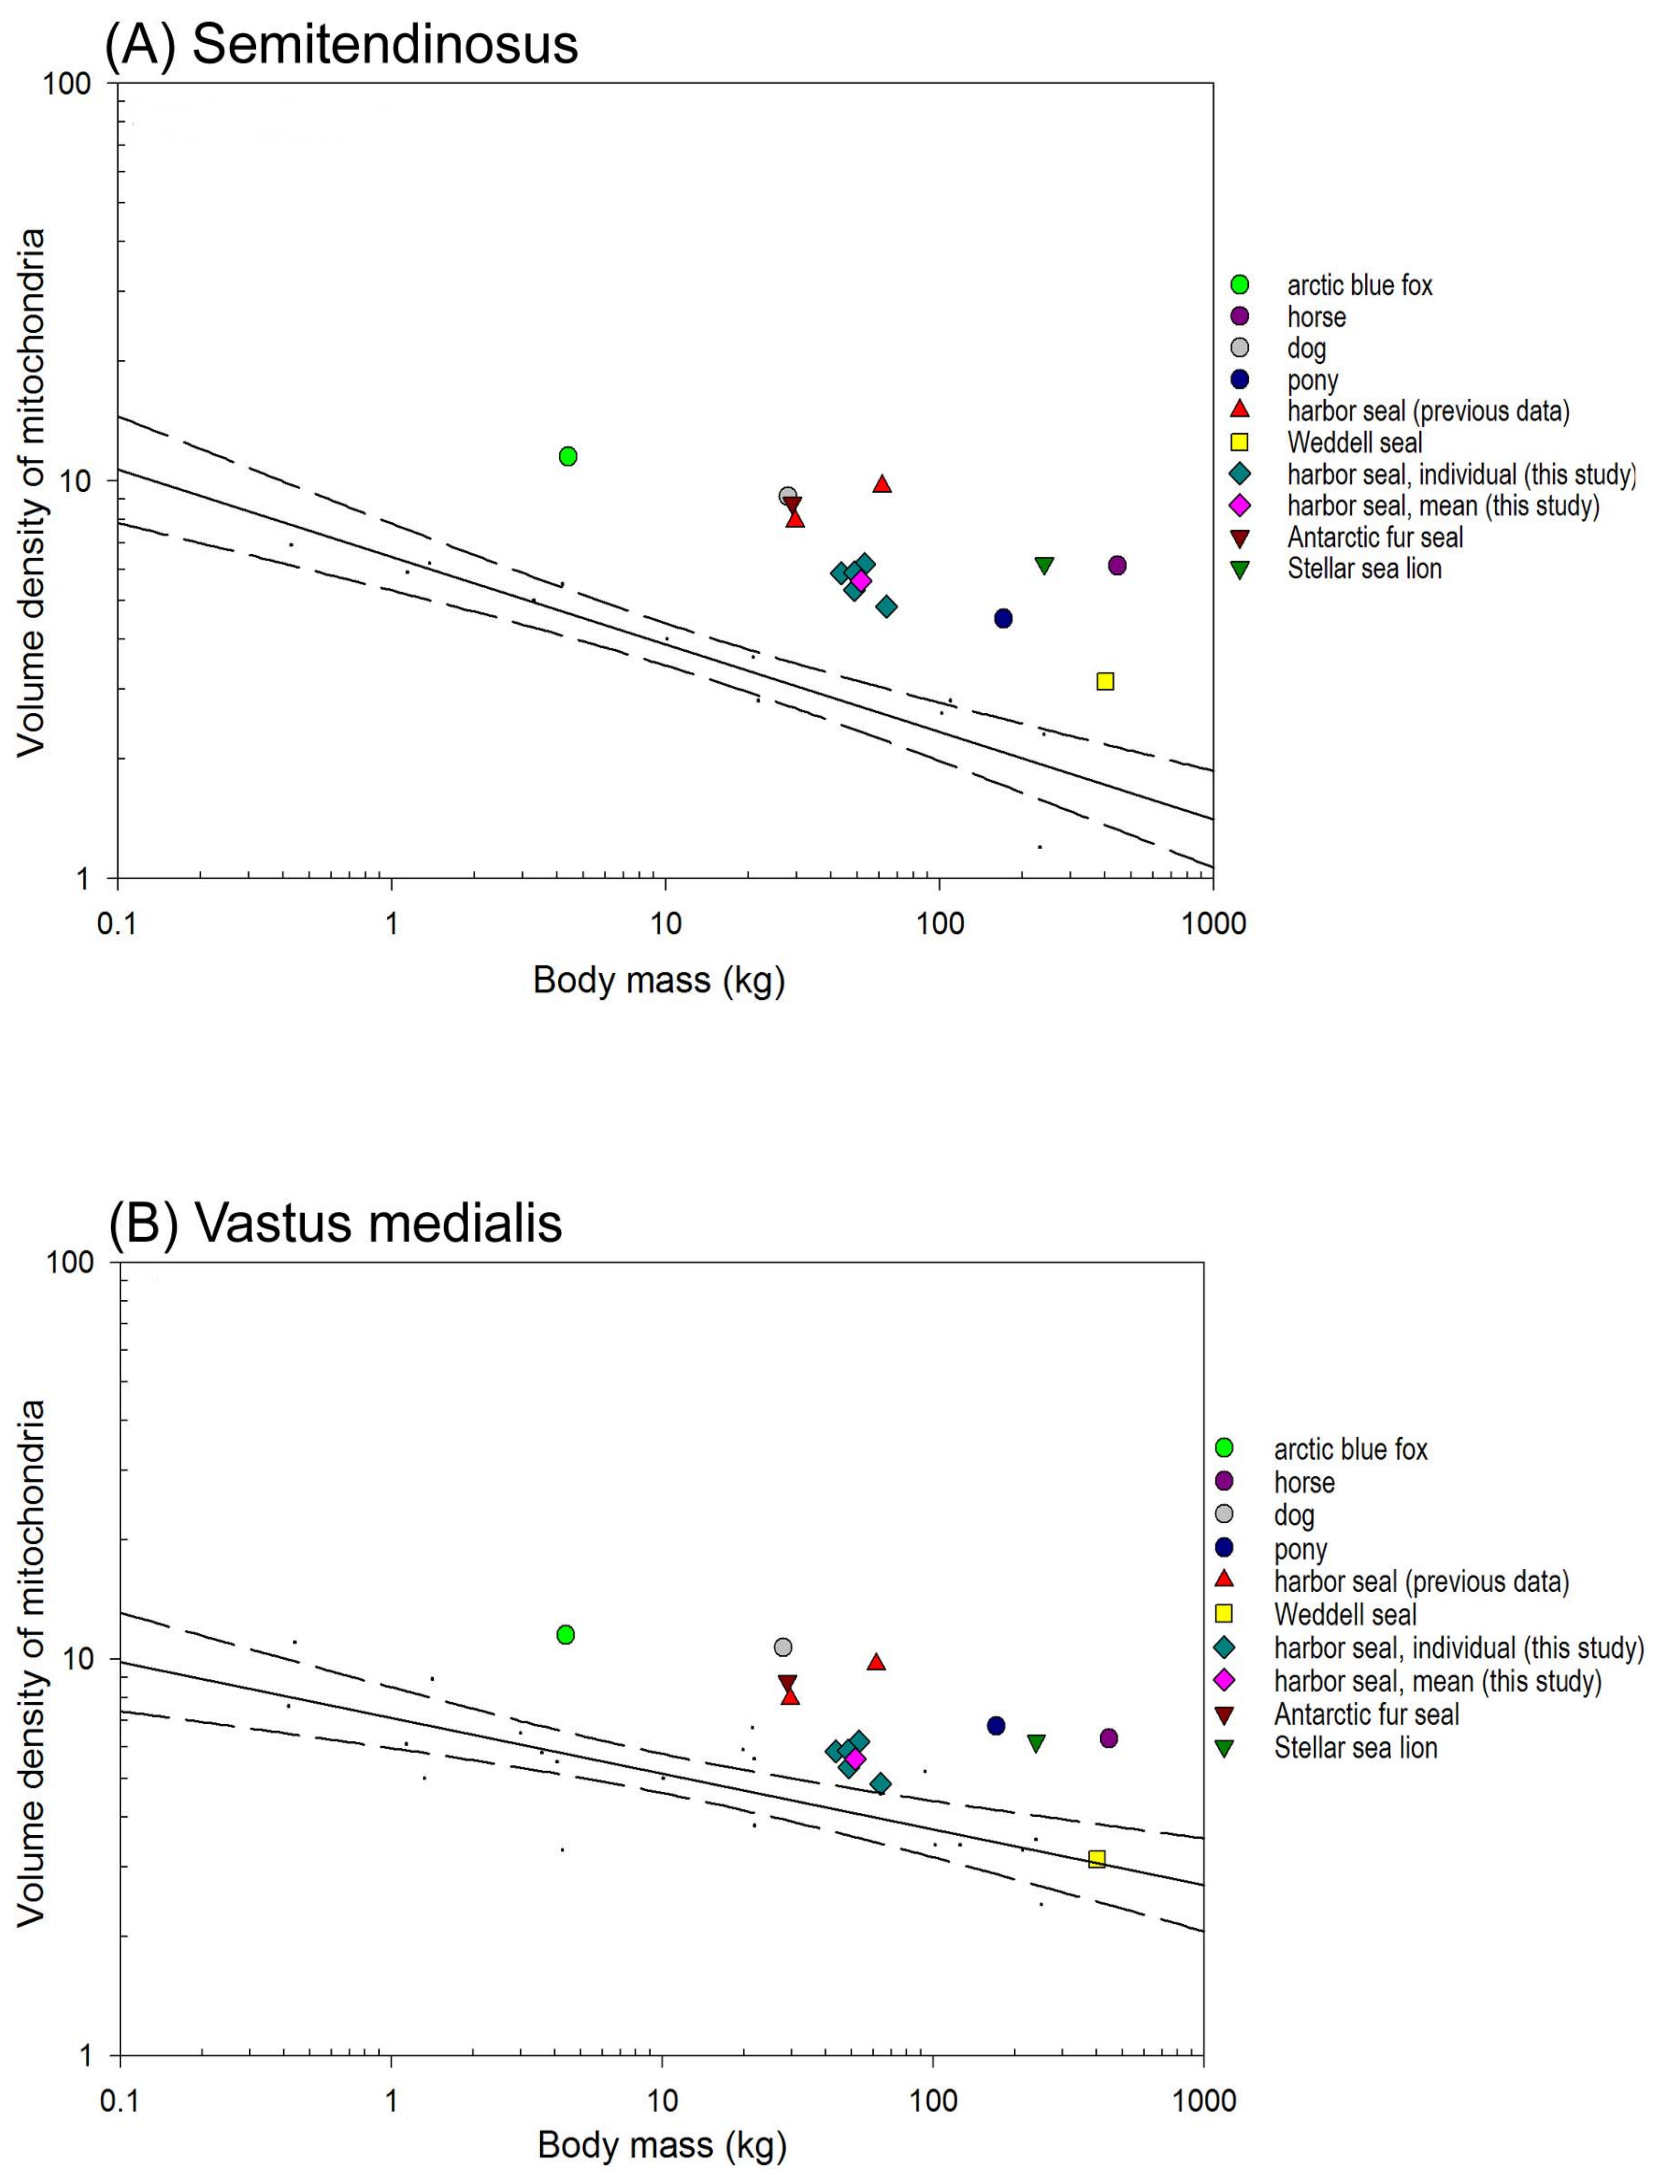 (A) Semitendinosus
100
10
1
Volume density of mitochondria
0.1 1 10 100 1000
Body mass (kg)
arctic blue fox
horse
dog
pony
harbor seal (previous data)
Weddell seal
harbor seal, individual (this study)
harbor seal, mean (this study)
Antarctic fur seal
Stellar sea lion
(B) Vastus medialis
100
10
1
Volume density of mitochondria
0.1 1 10 100 1000
Body mass (kg)
arctic blue fox
horse
dog
pony
harbor seal (previous data)
Weddell seal
harbor seal, individual (this study)
harbor seal, mean (this study)
Antarctic fur seal
Stellar sea lion